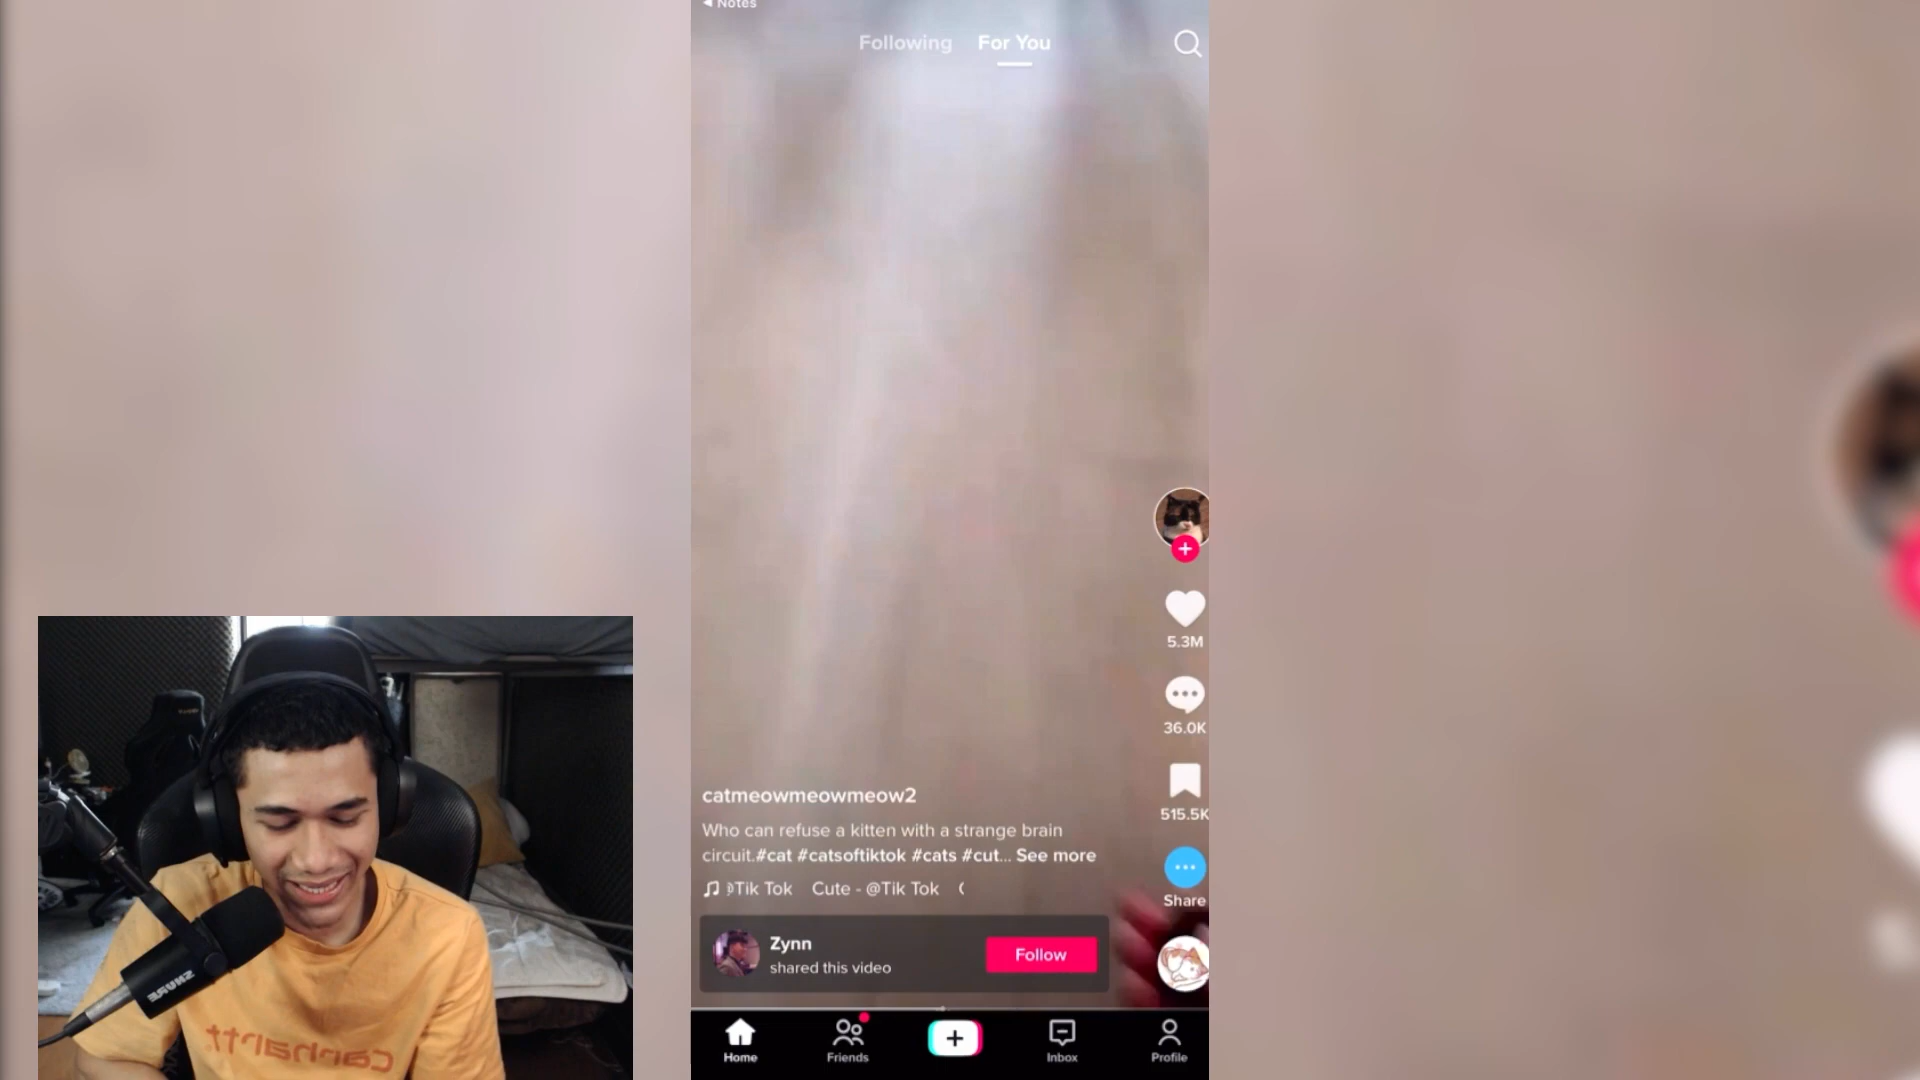 ◀ Notes
Following For You
5.3M
36.0K
515.5K
Share
catmeowmeowmeow2
Who can refuse a kitten with a strange brain
circuit.#cat #catsoftiktok #cats #cut... See more
Tik Tok Cute - @Tik Tok
Zynn
shared this video
Follow
Home
Friends
Inbox
Profile
SHURE
carhartt